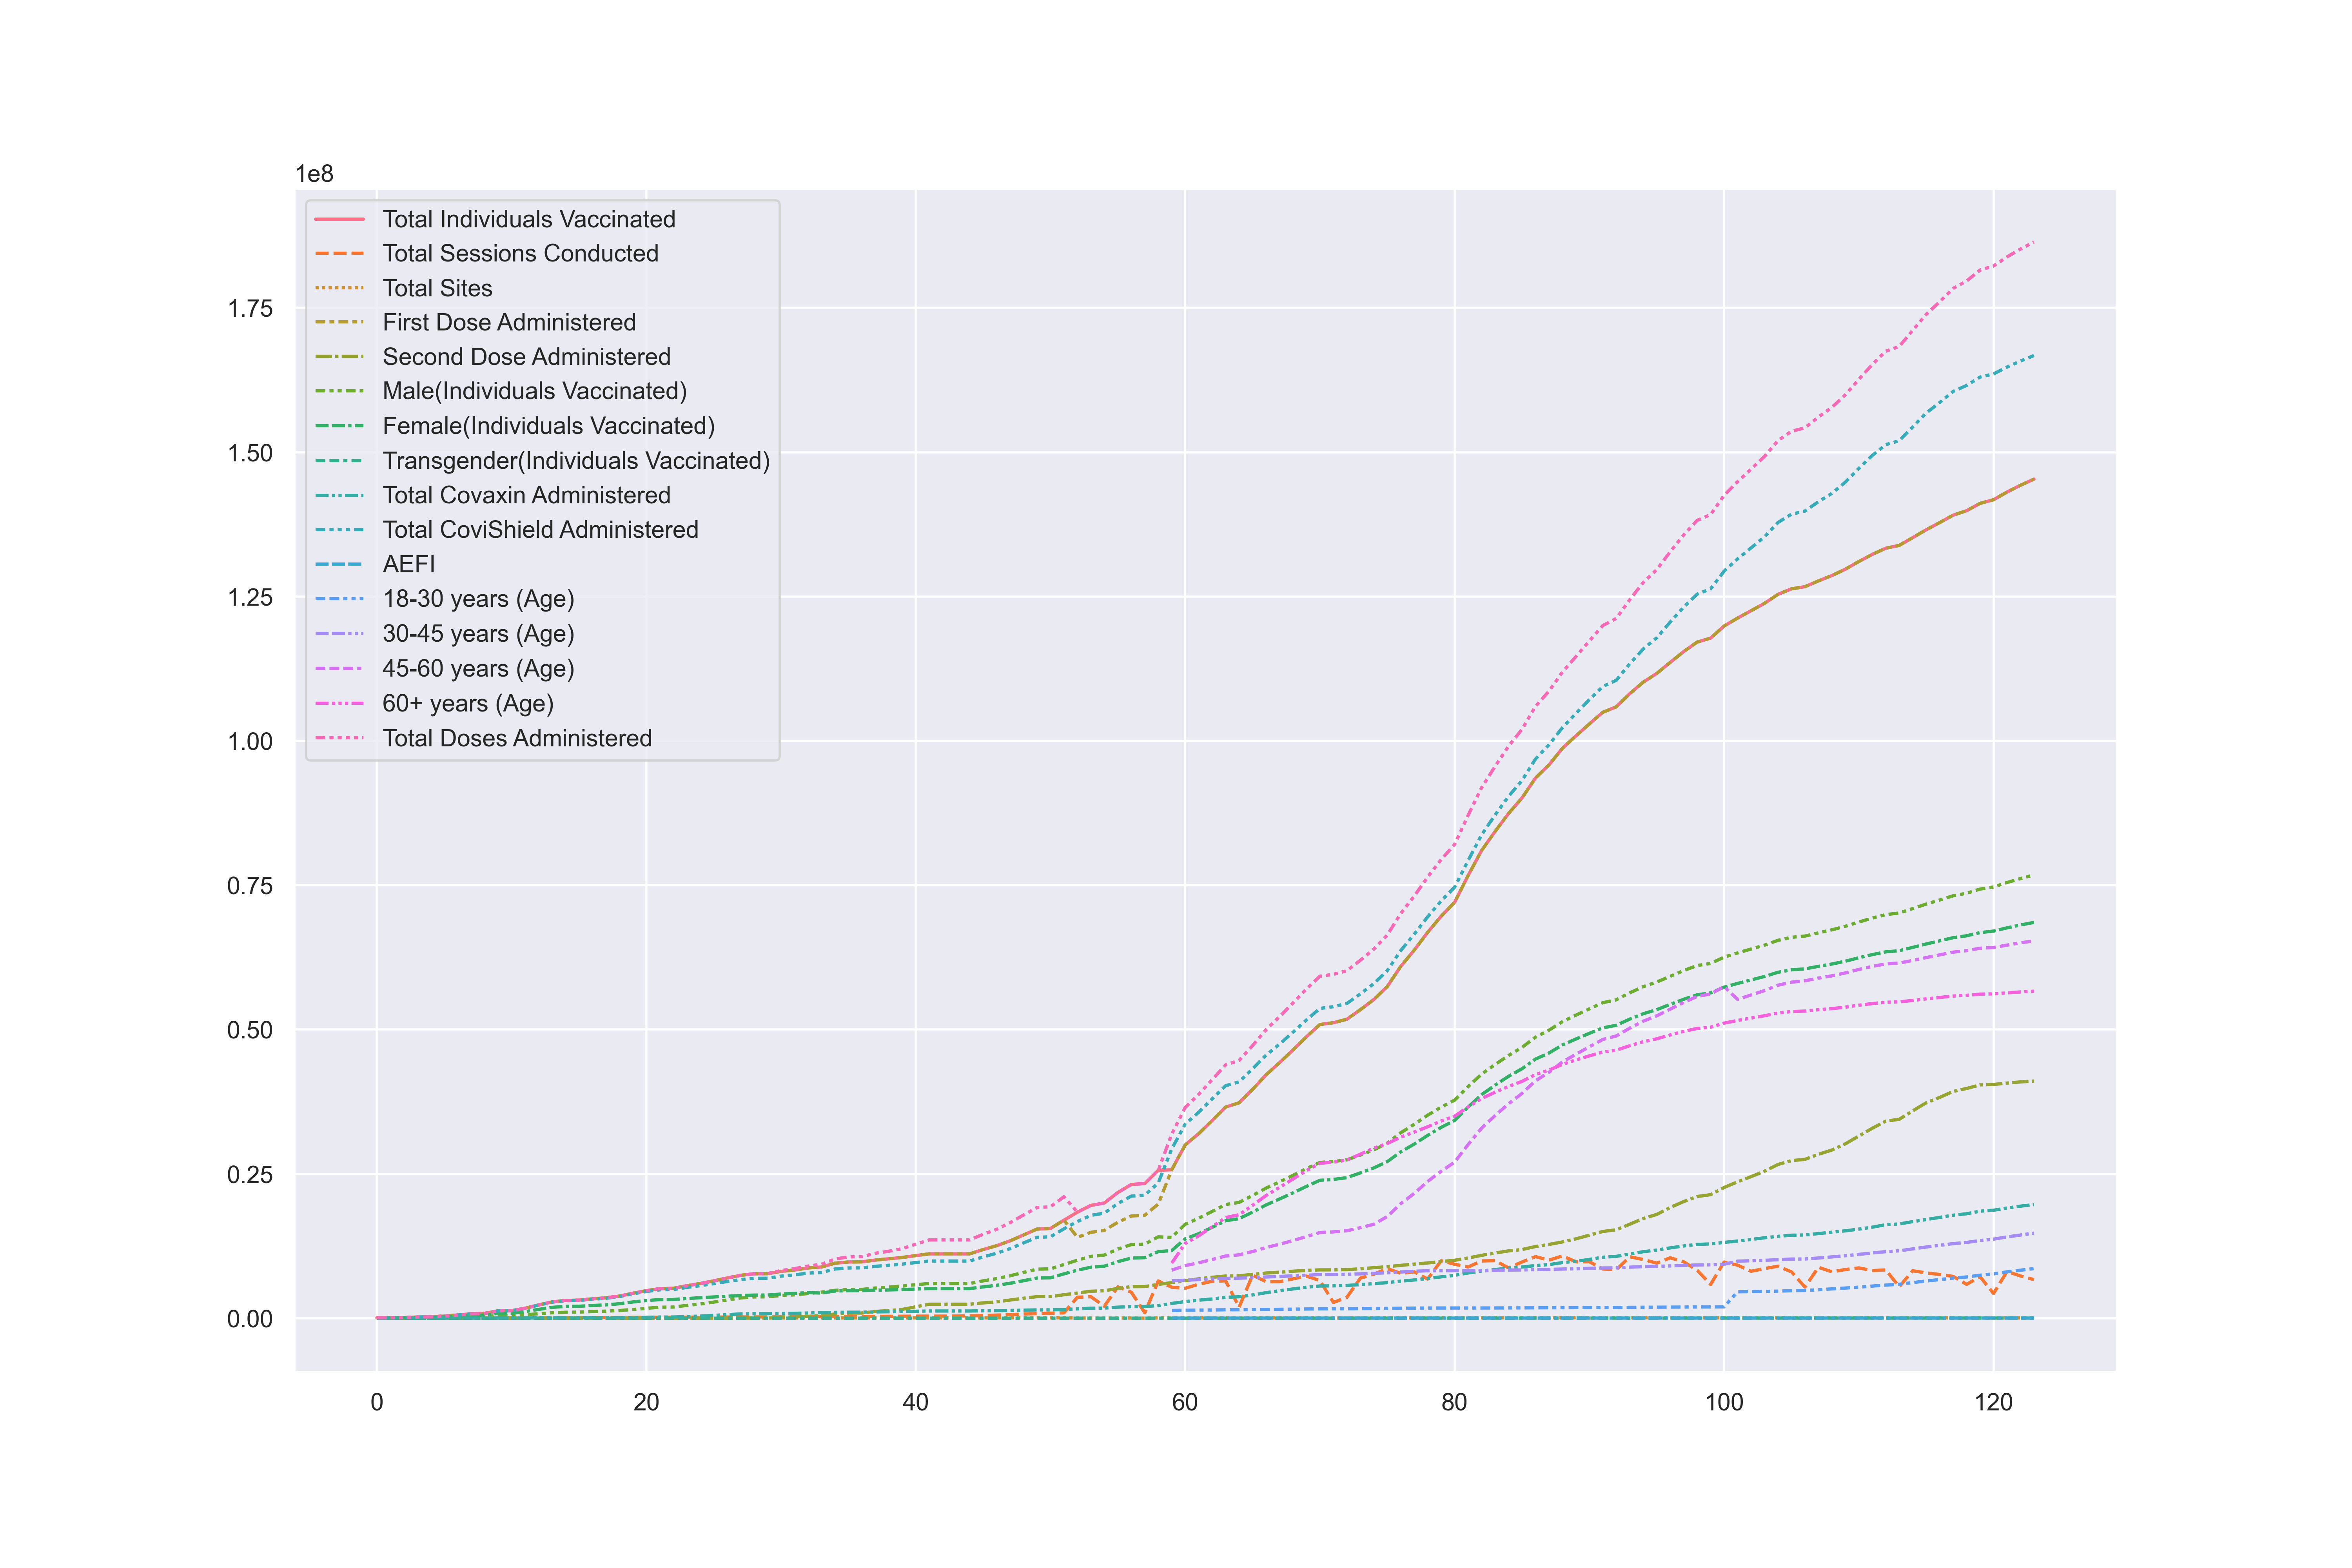 1e8
Total Individuals Vaccinated
Total Sessions Conducted
Total Sites
First Dose Administered
Second Dose Administered
Male(Individuals Vaccinated)
Female(Individuals Vaccinated)
Transgender(Individuals Vaccinated)
Total Covaxin Administered
Total CoviShield Administered
AEFI
18-30 years (Age)
30-45 years (Age)
45-60 years (Age)
60+ years (Age)
Total Doses Administered
1.75
1.50
1.25
1.00
0.75
0.50
0.25
0.00
0 20 40 60 80 100 120